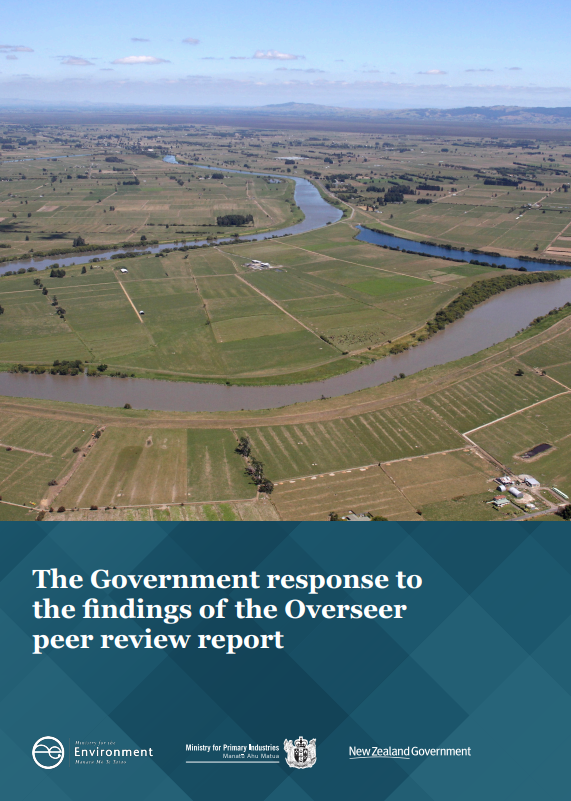 The Government response to
the findings of the Overseer
peer review report
Ministry for the
Environment
Manatū Mō Te Taiao
Ministry for Primary Industries
Manatū Ahu Matua
New Zealand Government